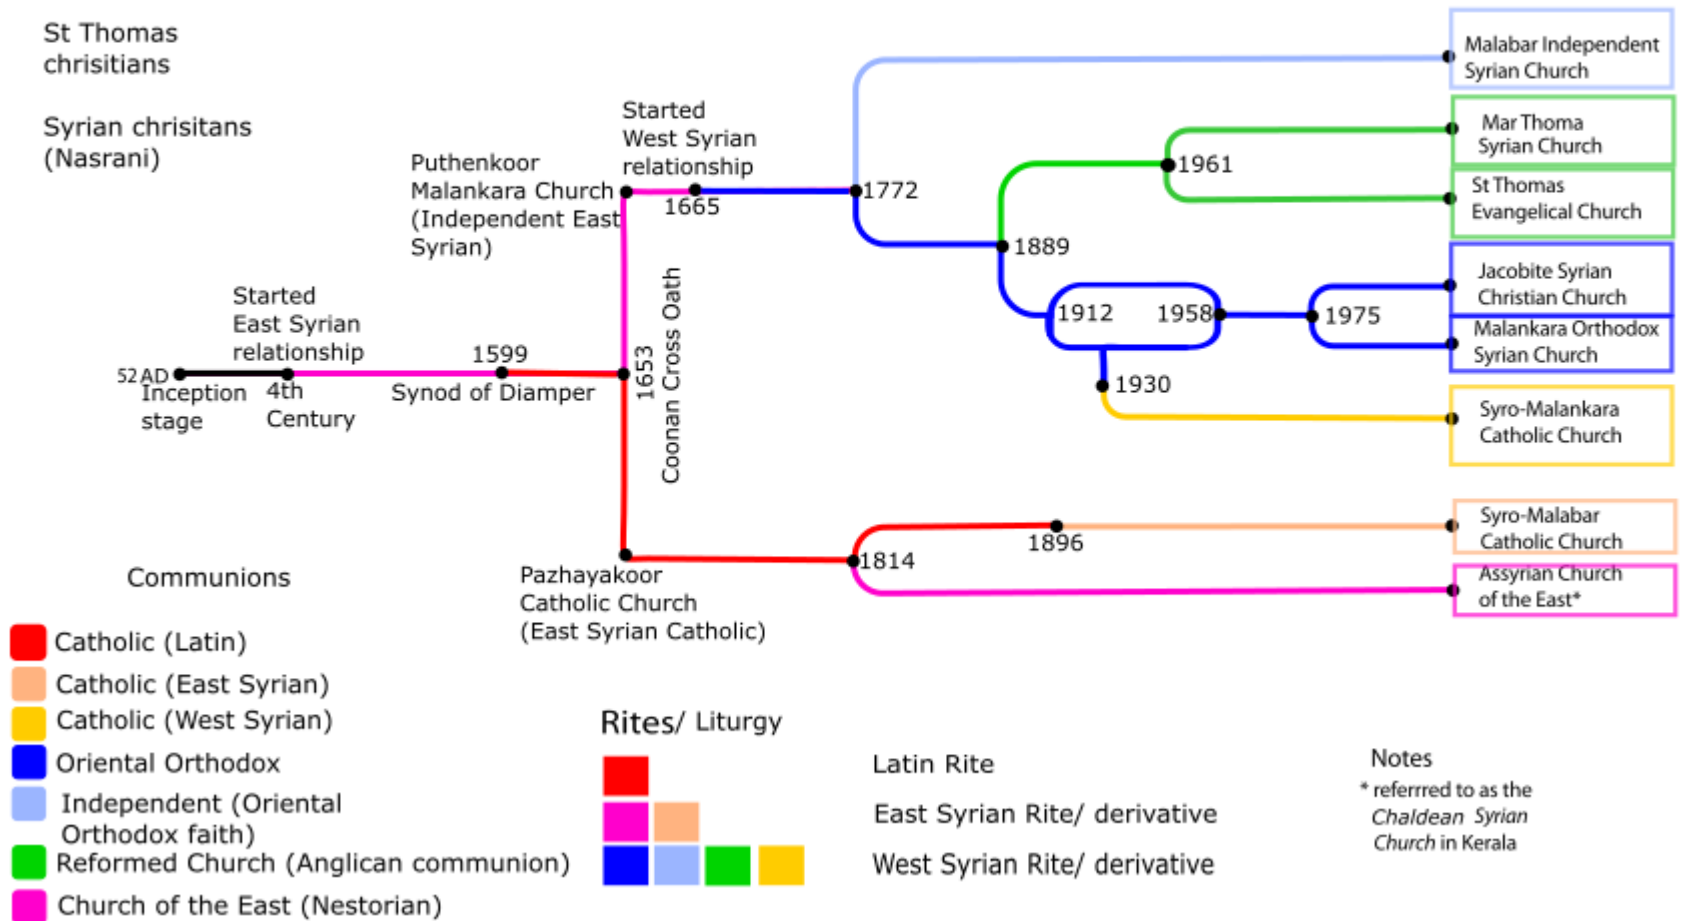 St Thomas
chrisitians
Syrian chrisitans
(Nasrani)
52 AD
Inception
stage
Started
East Syrian
relationship
4th
Century
1599
Synod of Diamper
1653
Coonan Cross Oath
Puthenkoor
Malankara Church
(Independent East
Syrian)
Started
West Syrian
relationship
1665
1772
1889
1961
1912
1958
1975
1930
Pazhayakoor
Catholic Church
(East Syrian Catholic)
1814
1896
Malabar Independent
Syrian Church
Mar Thoma
Syrian Church
St Thomas
Evangelical Church
Jacobite Syrian
Christian Church
Malankara Orthodox
Syrian Church
Syro-Malankara
Catholic Church
Syro-Malabar
Catholic Church
Assyrian Church
of the East*
Communions
Catholic (Latin)
Catholic (East Syrian)
Catholic (West Syrian)
Oriental Orthodox
Independent (Oriental
Orthodox faith)
Reformed Church (Anglican communion)
Church of the East (Nestorian)
Rites/ Liturgy
Latin Rite
East Syrian Rite/ derivative
West Syrian Rite/ derivative
Notes
* referrred to as the
Chaldean Syrian
Church in Kerala